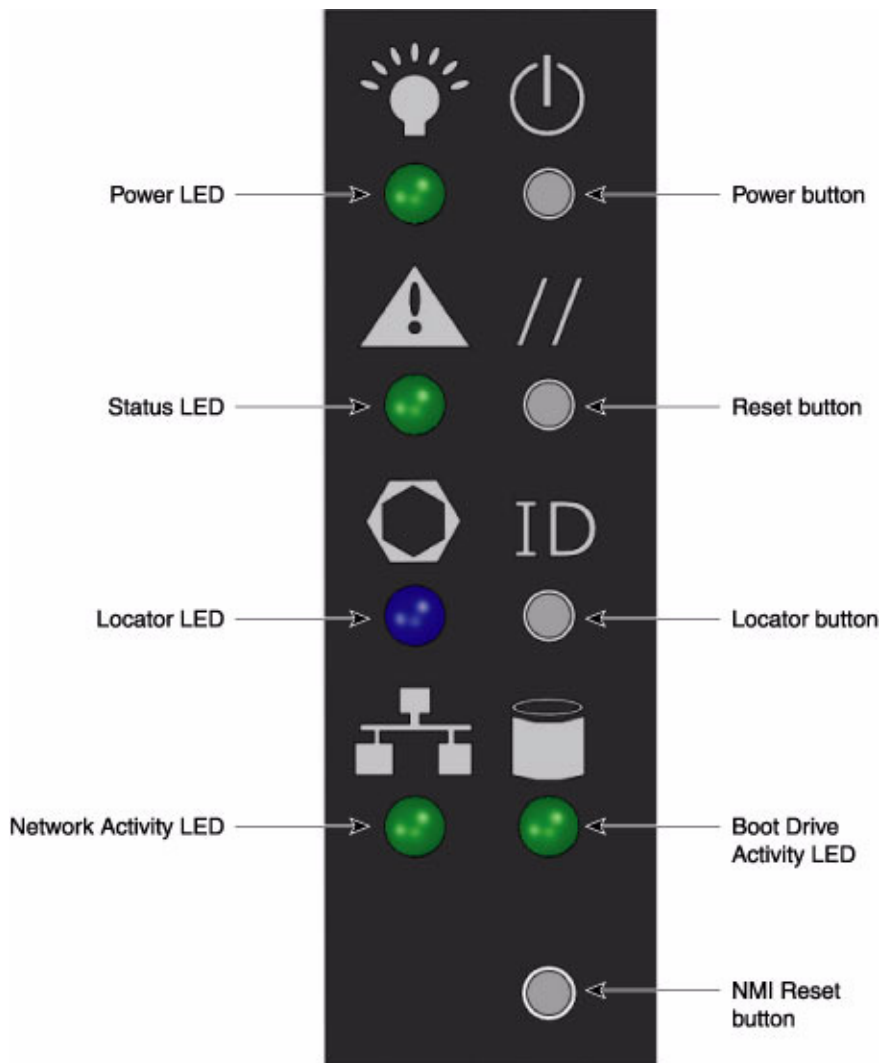 Power LED
Power button
Status LED
Reset button
ID
Locator LED
Locator button
Network Activity LED
Boot Drive
Activity LED
NMI Reset
button